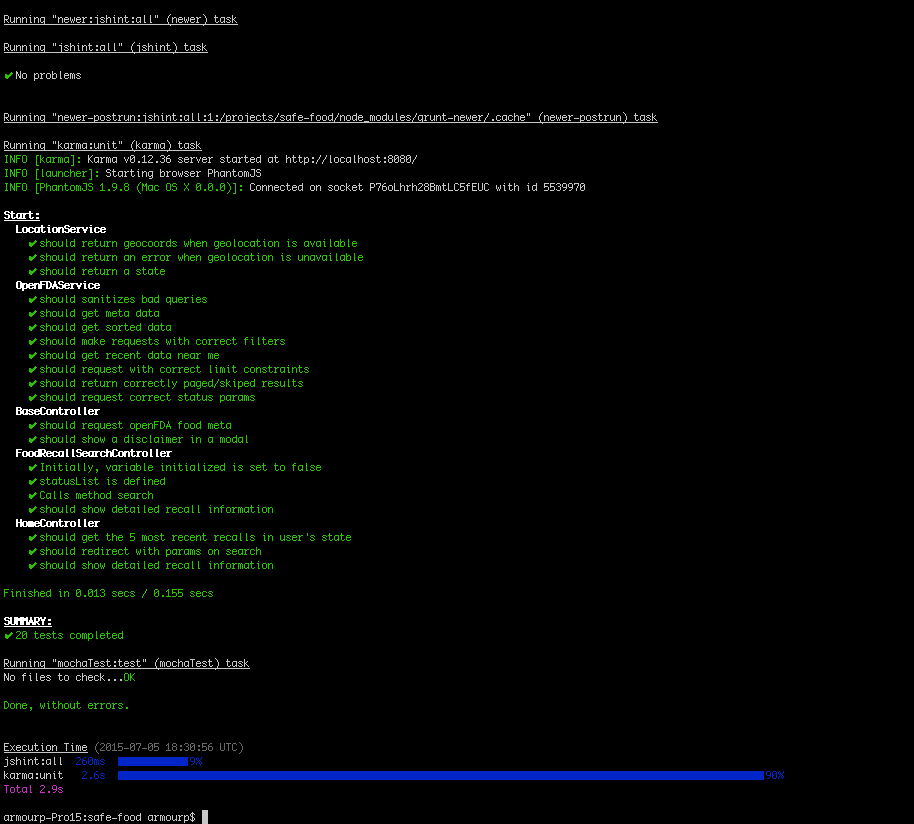 Running "newer:jshint:all" (newer) task
Running "jshint:all" (jshint) task
✔ No problems
Running "newer-postrun:jshint:all:1:/projects/safe-food/node_modules/grunt-newer/.cache" (newer-postrun) task
Running "karma:unit" (karma) task
INFO [karma]: Karma v0.12.36 server started at http://localhost:8080/
INFO [launcher]: Starting browser PhantomJS
INFO [PhantomJS 1.9.8 (Mac OS X 0.0.0)]: Connected on socket P76oLhrh28BmtLC5fEUC with id 5539970
Start:
LocationService
✔ should return geocoords when geolocation is available
✔ should return an error when geolocation is unavailable
✔ should return a state
OpenFDAService
✔ should sanitizes bad queries
✔ should get meta data
✔ should get sorted data
✔ should make requests with correct filters
✔ should get recent data near me
✔ should request with correct limit constraints
✔ should return correctly paged/skiped results
✔ should request correct status params
BaseController
✔ should request openFDA food meta
✔ should show a disclaimer in a modal
FoodRecallSearchController
✔ Initially, variable initialized is set to false
✔ statusList is defined
✔ Calls method search
✔ should show detailed recall information
HomeController
✔ should get the 5 most recent recalls in user's state
✔ should redirect with params on search
✔ should show detailed recall information
Finished in 0.013 secs / 0.155 secs
SUMMARY:
✔ 20 tests completed
Running "mochaTest:test" (mochaTest) task
No files to check...OK
Done, without errors.
Execution Time (2015-07-05 18:30:56 UTC)
jshint:all 260ms 9%
karma:unit 2.6s 90%
Total 2.9s
armourp-Pro15:safe-food armourp$